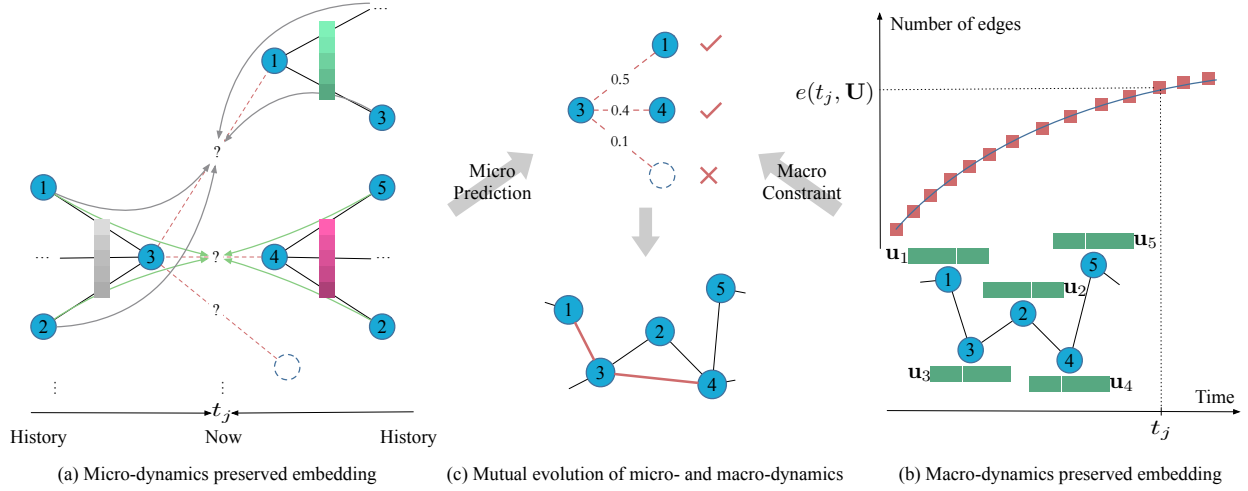 ...
1
3
?
1
5
3
?
4
...
...
2
?
2
⋮
⋮
t_j
History
Now
History
(a) Micro-dynamics preserved embedding
1
0.5
3
0.4
4
0.1
Micro
Prediction
Macro
Constraint
5
1
2
3
4
(c) Mutual evolution of micro- and macro-dynamics
Number of edges
e(t_j, U)
u_1
u_5
5
1
u_2
2
3
4
u_3
u_4
Time
t_j
(b) Macro-dynamics preserved embedding